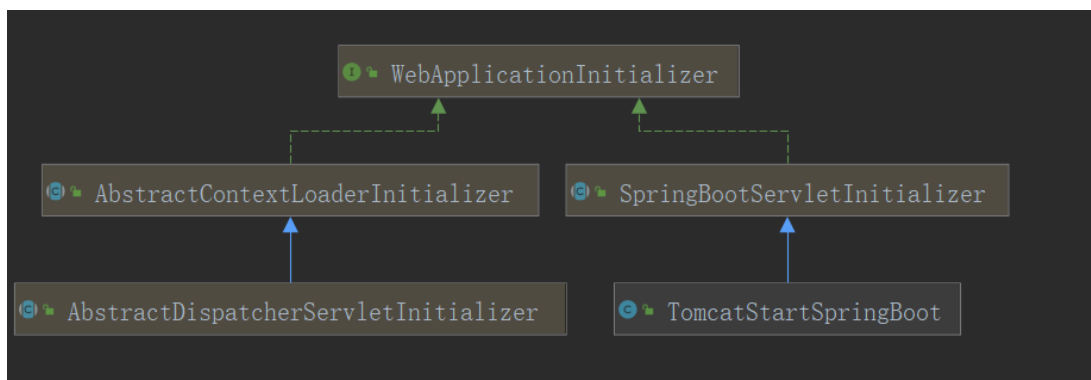 WebApplicationInitializer
AbstractContextLoaderInitializer
SpringBootServletInitializer
AbstractDispatcherServletInitializer
TomcatStartSpringBoot